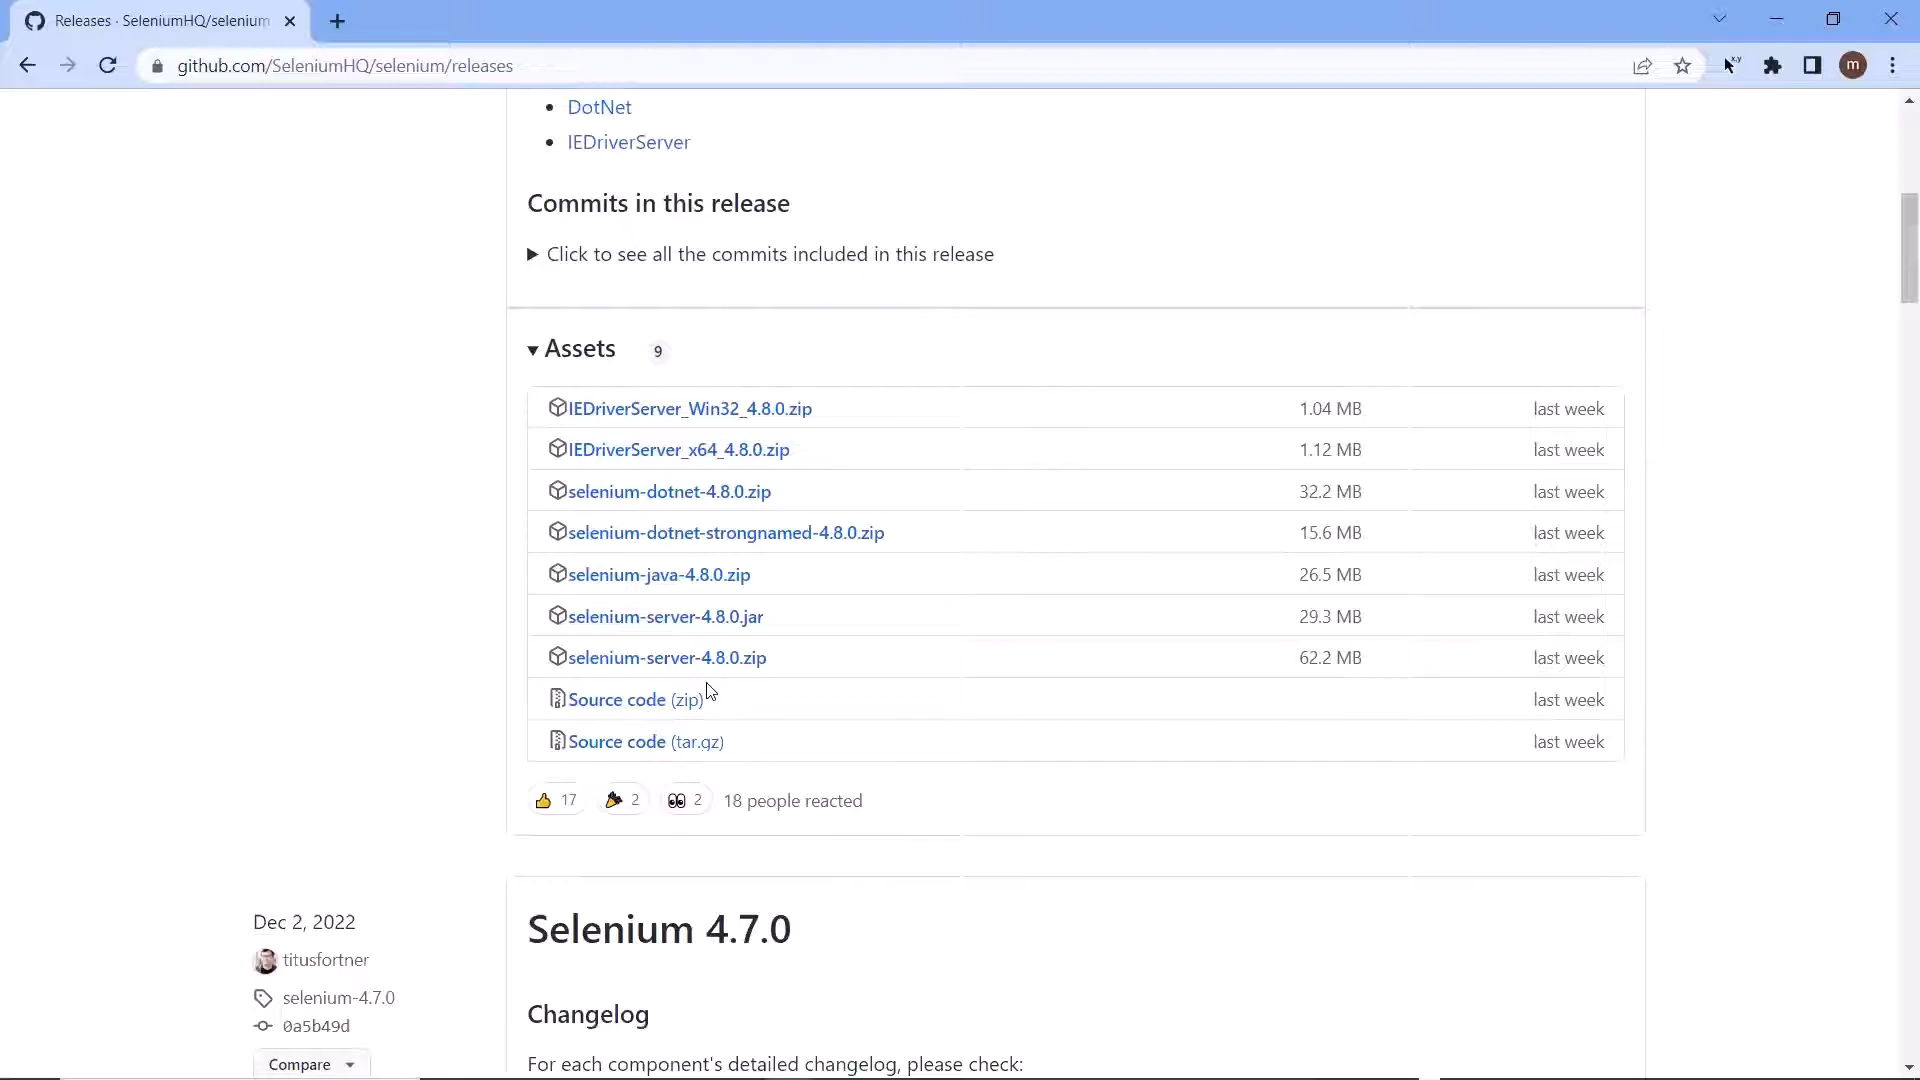 Releases · SeleniumHQ/selenium
github.com/SeleniumHQ/selenium/releases
x,y
m
DotNet
IEDriverServer
Commits in this release
Click to see all the commits included in this release
Assets 9
IEDriverServer_Win32_4.8.0.zip 1.04 MB last week
IEDriverServer_x64_4.8.0.zip 1.12 MB last week
selenium-dotnet-4.8.0.zip 32.2 MB last week
selenium-dotnet-strongnamed-4.8.0.zip 15.6 MB last week
selenium-java-4.8.0.zip 26.5 MB last week
selenium-server-4.8.0.jar 29.3 MB last week
selenium-server-4.8.0.zip 62.2 MB last week
Source code (zip) last week
Source code (tar.gz) last week
17 2 2 18 people reacted
Dec 2, 2022
titusfortner
selenium-4.7.0
0a5b49d
Compare
Selenium 4.7.0
Changelog
For each component's detailed changelog, please check: